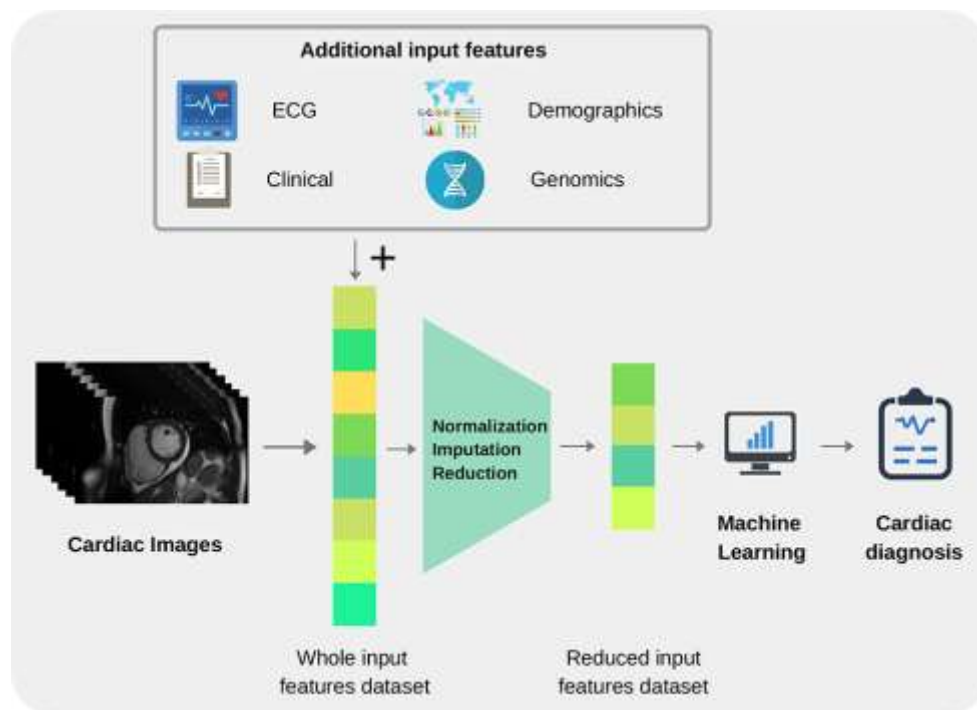 Additional input features
ECG
Demographics
Clinical
Genomics
+
Normalization
Imputation
Reduction
Cardiac Images
Machine
Learning
Cardiac
diagnosis
Whole input
features dataset
Reduced input
features dataset